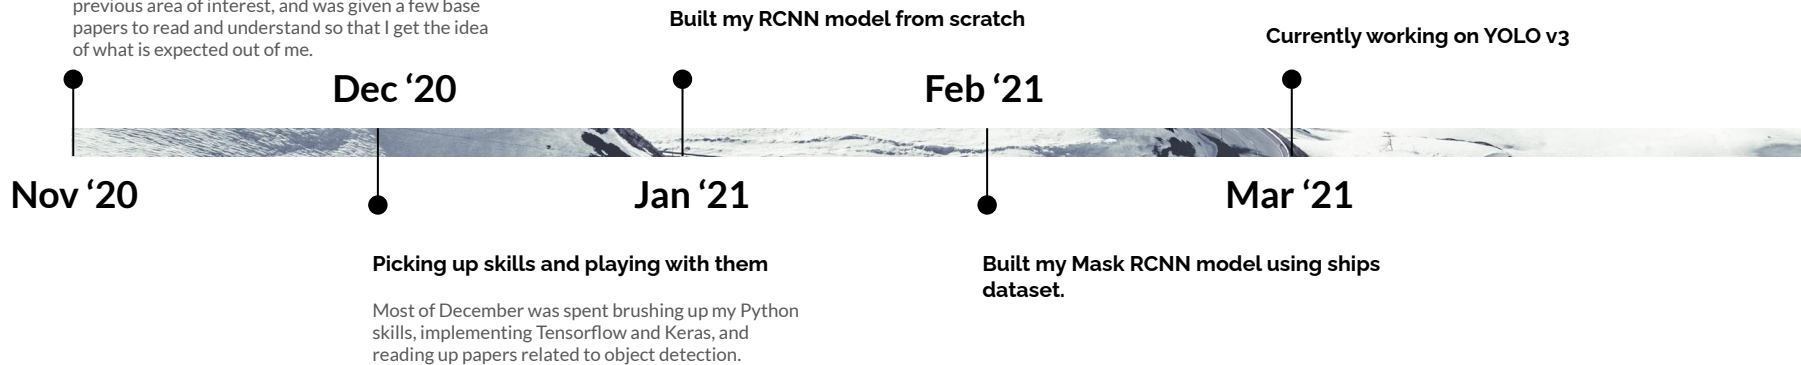 previous area of interest, and was given a few base
papers to read and understand so that I get the idea
of what is expected out of me.
Built my RCNN model from scratch
Currently working on YOLO v3
Dec ‘20
Feb ‘21
Nov ‘20
Jan ‘21
Mar ‘21
Picking up skills and playing with them
Most of December was spent brushing up my Python
skills, implementing Tensorflow and Keras, and
reading up papers related to object detection.
Built my Mask RCNN model using ships
dataset.